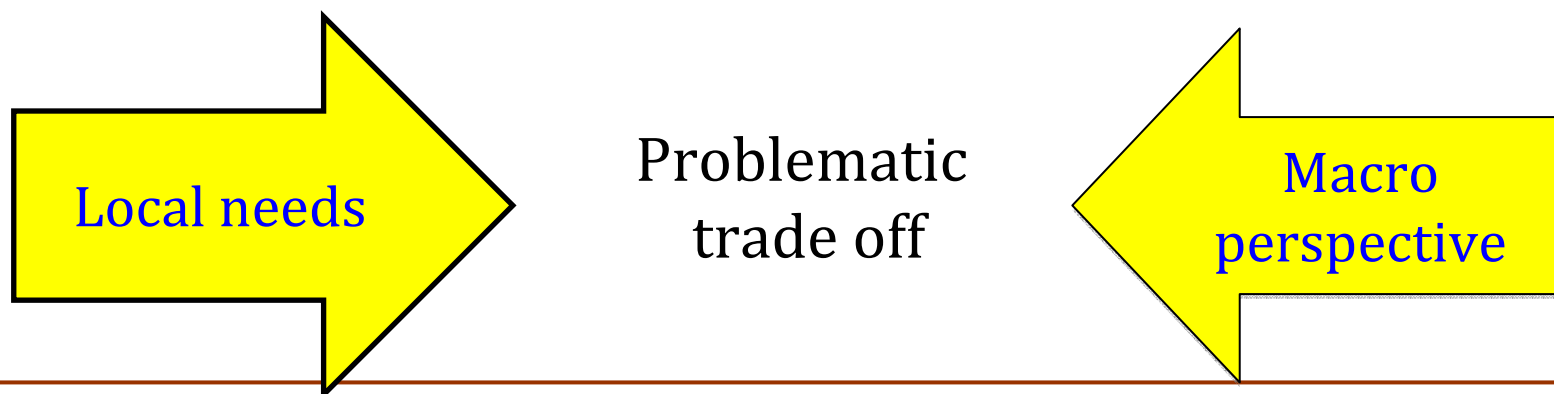 Local needs
Problematic
trade off
Macro
perspective